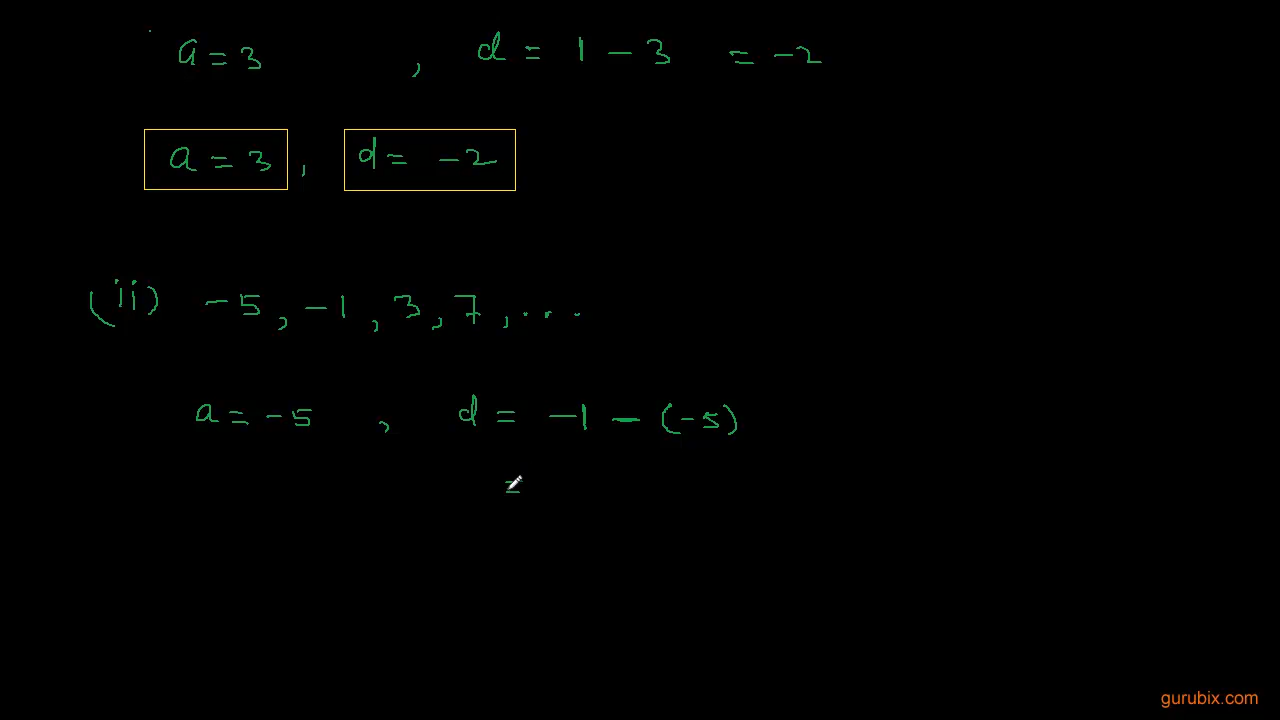 a = 3 , d = 1 - 3 = -2
a = 3 , d = -2
(ii) -5, -1, 3, 7, ...
a = -5 , d = -1 - (-5)
=
gurubix.com